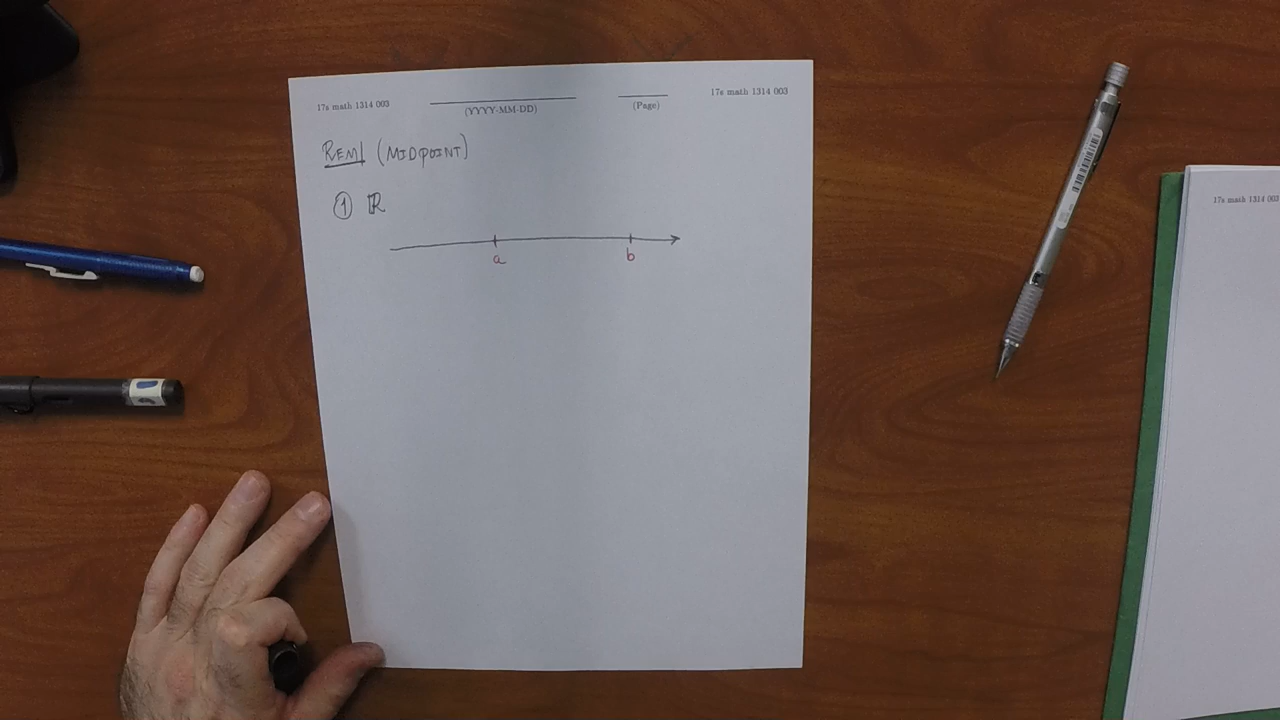 17s math 1314 003 (YYYY-MM-DD) (Page) 17s math 1314 003
REM (MIDPOINT)
① ℝ
a b
17s math 1314 003